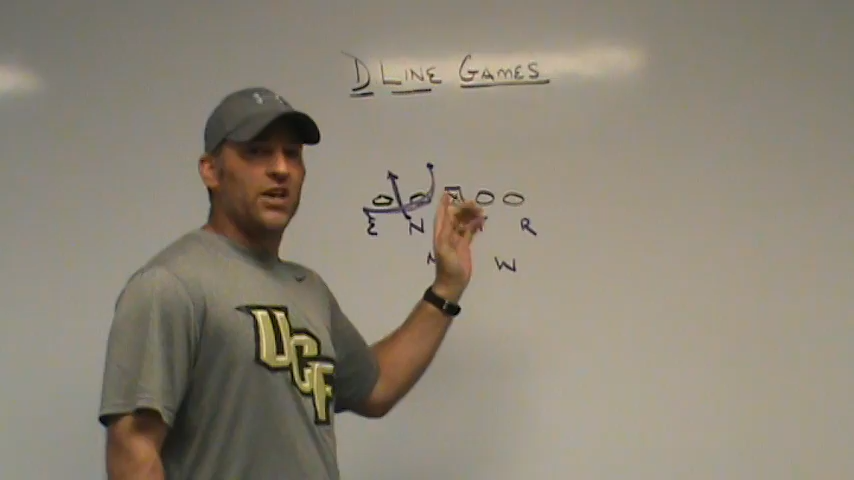 D LINE GAMES
O O X O O
E N R
W
UCF